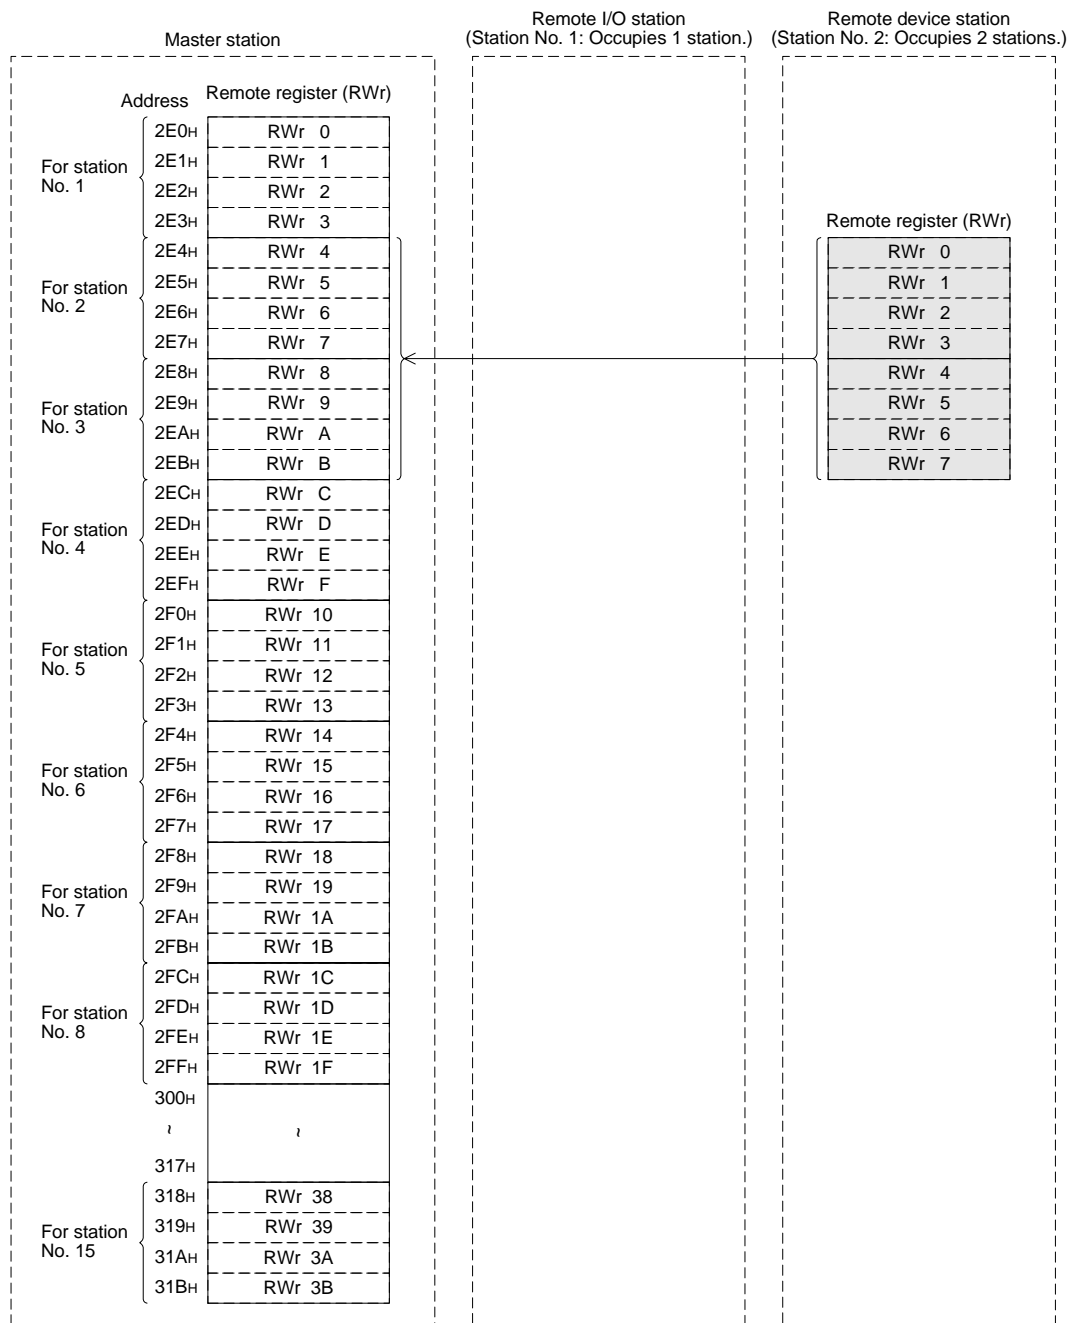 Master station
Remote I/O station
(Station No. 1: Occupies 1 station.)
Remote device station
(Station No. 2: Occupies 2 stations.)
Address Remote register (RWr)
For station
No. 1
2E0H RWr 0
2E1H RWr 1
2E2H RWr 2
2E3H RWr 3
For station
No. 2
2E4H RWr 4
2E5H RWr 5
2E6H RWr 6
2E7H RWr 7
For station
No. 3
2E8H RWr 8
2E9H RWr 9
2EAH RWr A
2EBH RWr B
For station
No. 4
2ECH RWr C
2EDH RWr D
2EEH RWr E
2EFH RWr F
For station
No. 5
2F0H RWr 10
2F1H RWr 11
2F2H RWr 12
2F3H RWr 13
For station
No. 6
2F4H RWr 14
2F5H RWr 15
2F6H RWr 16
2F7H RWr 17
For station
No. 7
2F8H RWr 18
2F9H RWr 19
2FAH RWr 1A
2FBH RWr 1B
For station
No. 8
2FCH RWr 1C
2FDH RWr 1D
2FEH RWr 1E
2FFH RWr 1F
300H
~ ~
317H
For station
No. 15
318H RWr 38
319H RWr 39
31AH RWr 3A
31BH RWr 3B
Remote register (RWr)
RWr 0
RWr 1
RWr 2
RWr 3
RWr 4
RWr 5
RWr 6
RWr 7